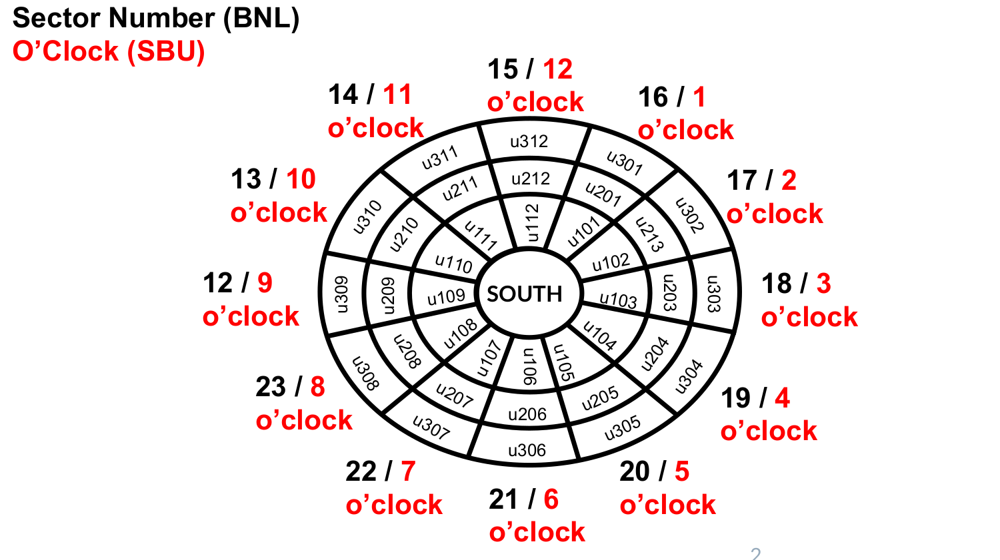 Sector Number (BNL)
O’Clock (SBU)
15 / 12
o’clock
14 / 11
o’clock
16 / 1
o’clock
13 / 10
o’clock
17 / 2
o’clock
12 / 9
o’clock
18 / 3
o’clock
23 / 8
o’clock
19 / 4
o’clock
22 / 7
o’clock
20 / 5
o’clock
21 / 6
o’clock
u312
u301
u302
u303
u304
u305
u306
u307
u308
u309
u310
u311
u212
u201
u213
u203
u204
u205
u206
u207
u208
u209
u210
u211
u112
u101
u102
u103
u104
u105
u106
u107
u108
u109
u110
u111
SOUTH
2